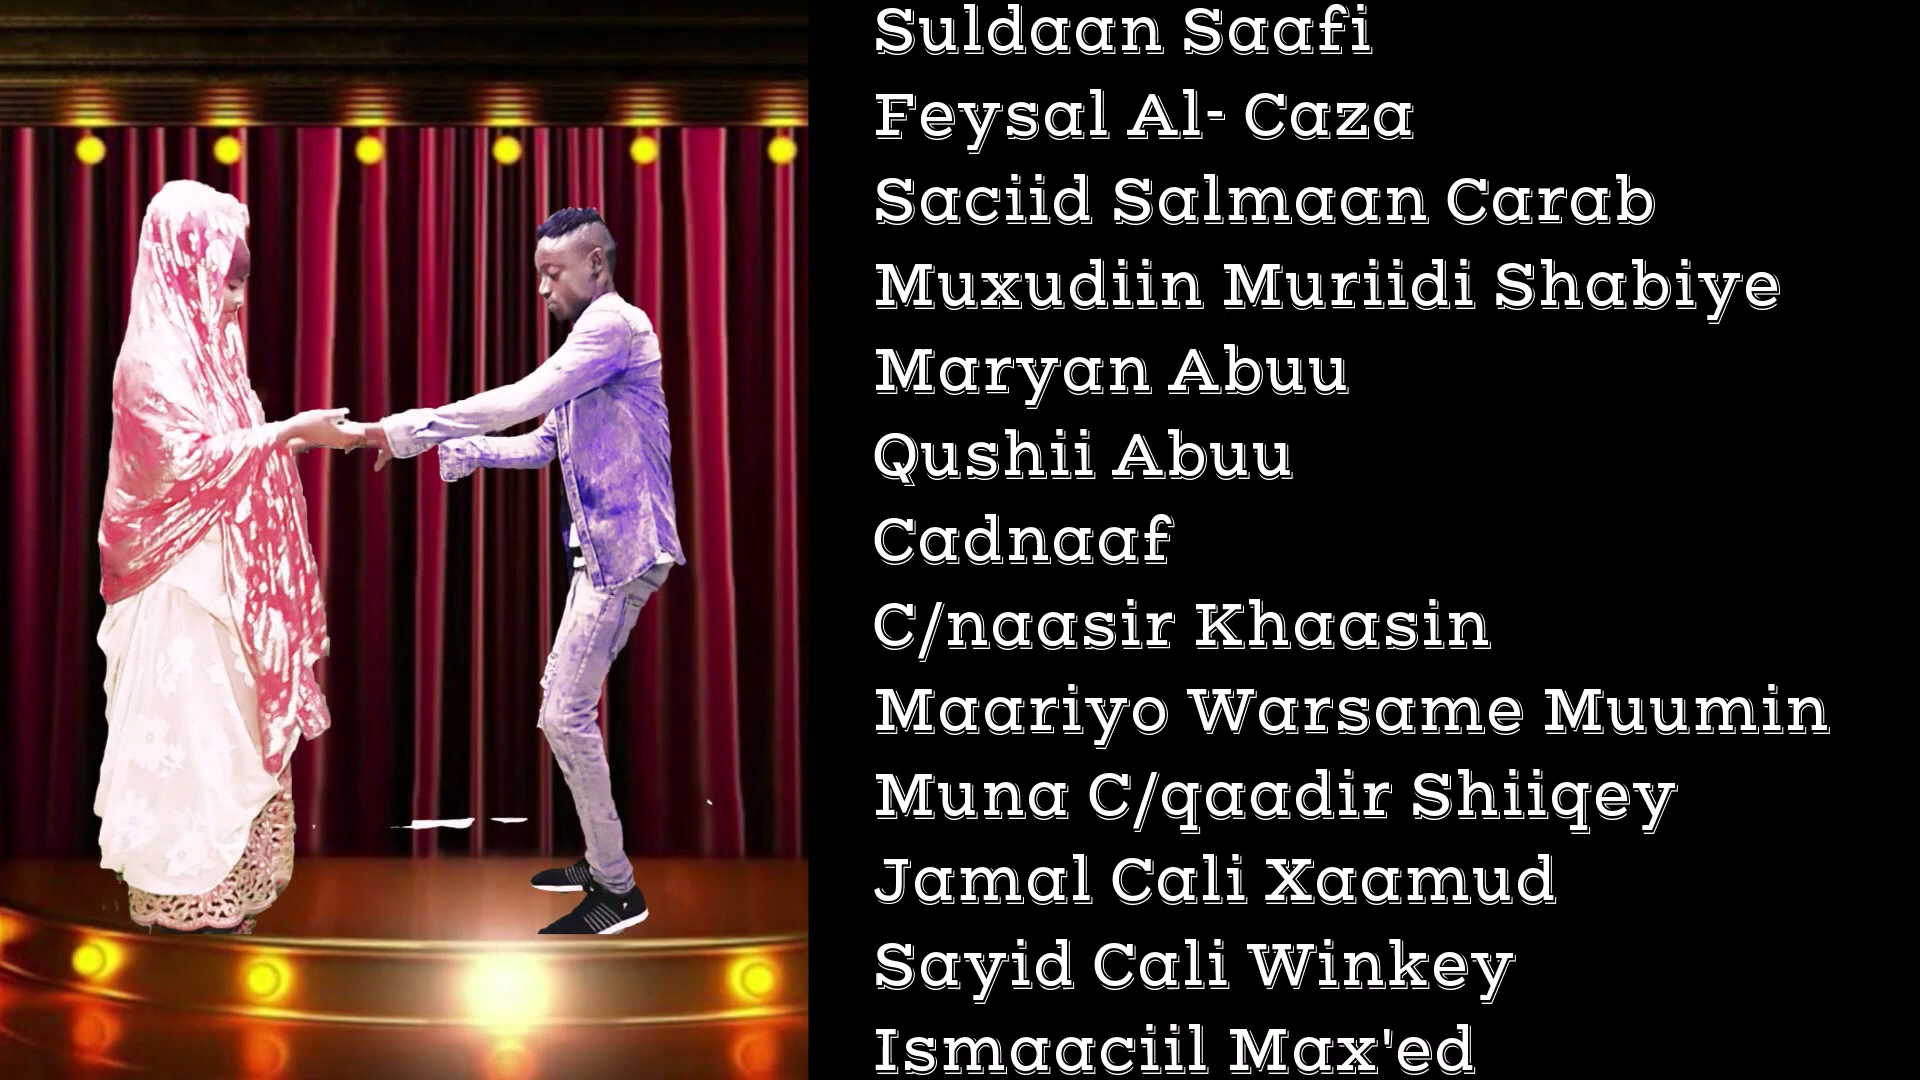 Suldaan Saafi
Feysal Al- Caza
Saciid Salmaan Carab
Muxudiin Muriidi Shabiye
Maryan Abuu
Qushii Abuu
Cadnaaf
C/naasir Khaasin
Maariyo Warsame Muumin
Muna C/qaadir Shiiqey
Jamal Cali Xaamud
Sayid Cali Winkey
Ismaaciil Max'ed